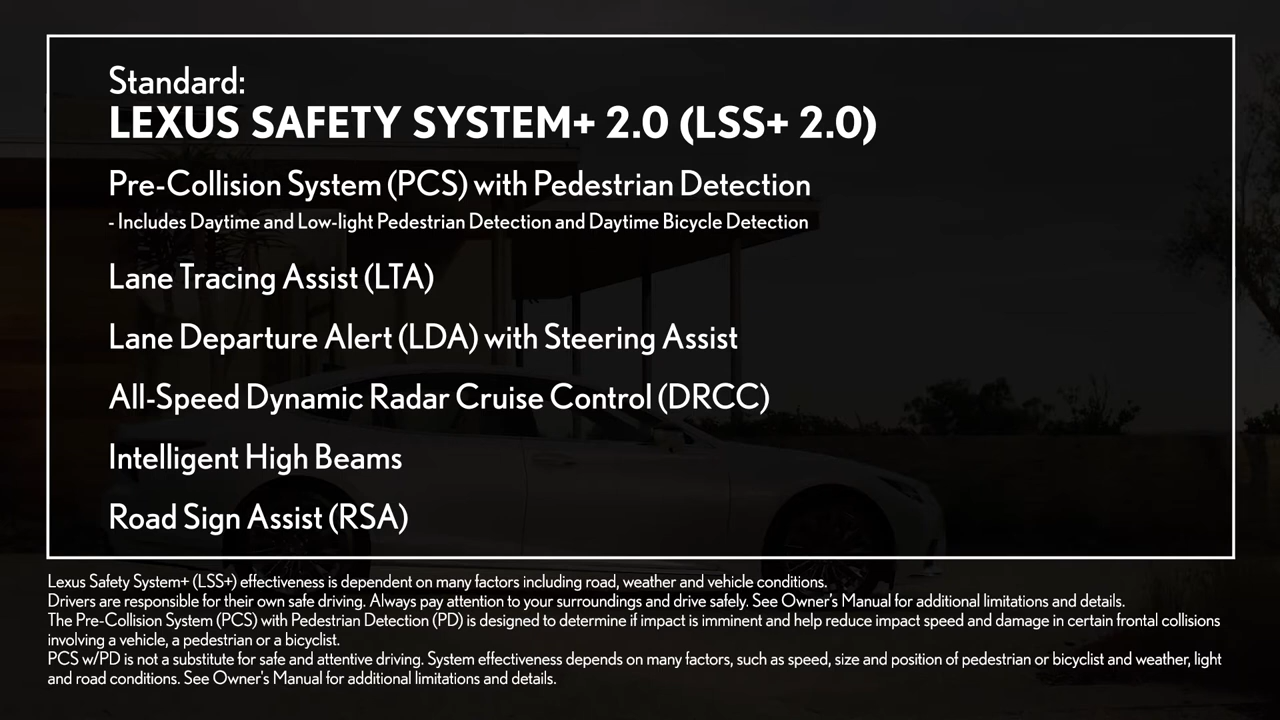 Standard:
LEXUS SAFETY SYSTEM+ 2.0 (LSS+ 2.0)
Pre-Collision System (PCS) with Pedestrian Detection
- Includes Daytime and Low-light Pedestrian Detection and Daytime Bicycle Detection
Lane Tracing Assist (LTA)
Lane Departure Alert (LDA) with Steering Assist
All-Speed Dynamic Radar Cruise Control (DRCC)
Intelligent High Beams
Road Sign Assist (RSA)
Lexus Safety System+ (LSS+) effectiveness is dependent on many factors including road, weather and vehicle conditions.
Drivers are responsible for their own safe driving. Always pay attention to your surroundings and drive safely. See Owner's Manual for additional limitations and details.
The Pre-Collision System (PCS) with Pedestrian Detection (PD) is designed to determine if impact is imminent and help reduce impact speed and damage in certain frontal collisions
involving a vehicle, a pedestrian or a bicyclist.
PCS w/PD is not a substitute for safe and attentive driving. System effectiveness depends on many factors, such as speed, size and position of pedestrian or bicyclist and weather, light
and road conditions. See Owner's Manual for additional limitations and details.